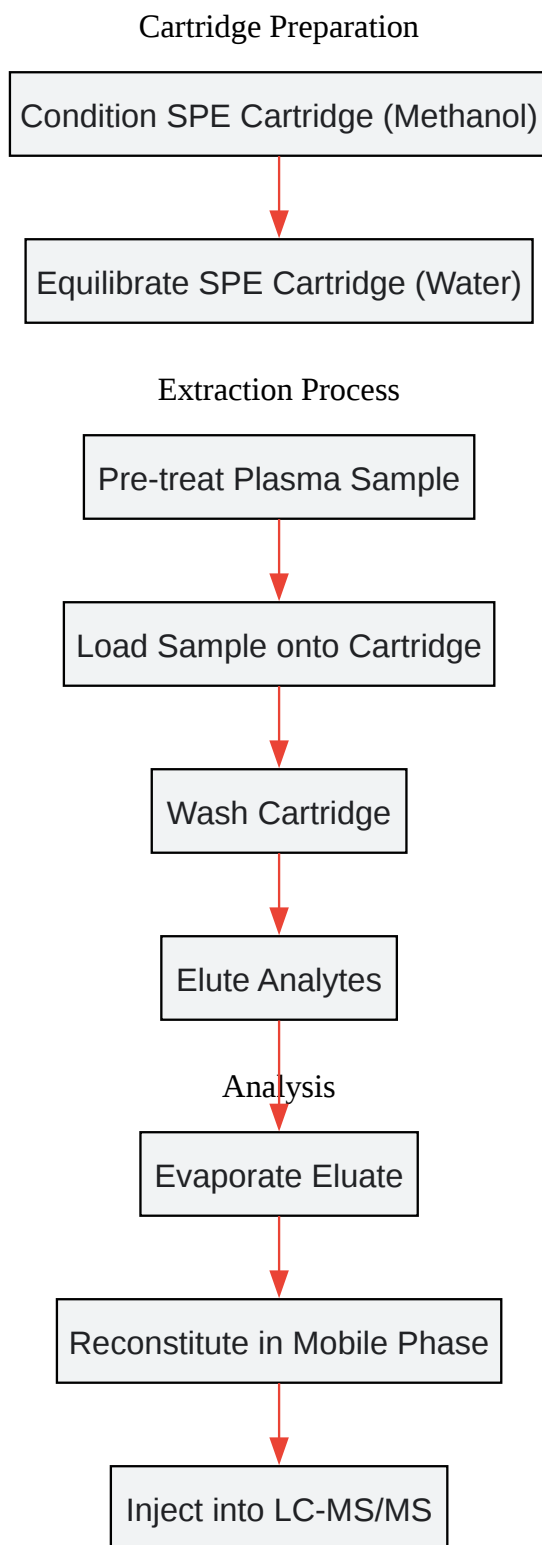 Cartridge Preparation
Condition SPE Cartridge (Methanol)
Equilibrate SPE Cartridge (Water)
Extraction Process
Pre-treat Plasma Sample
Load Sample onto Cartridge
Wash Cartridge
Elute Analytes
Analysis
Evaporate Eluate
Reconstitute in Mobile Phase
Inject into LC-MS/MS